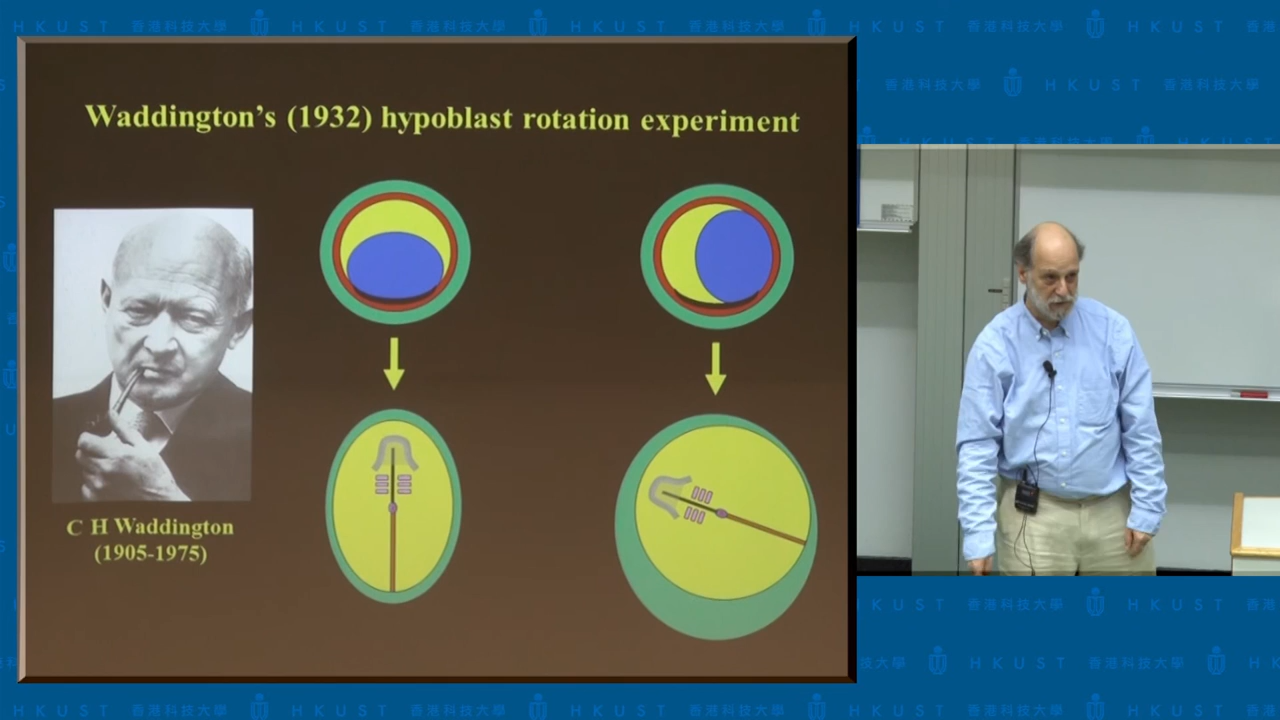 Waddington's (1932) hypoblast rotation experiment
C H Waddington
(1905-1975)
HKUST 香港科技大學